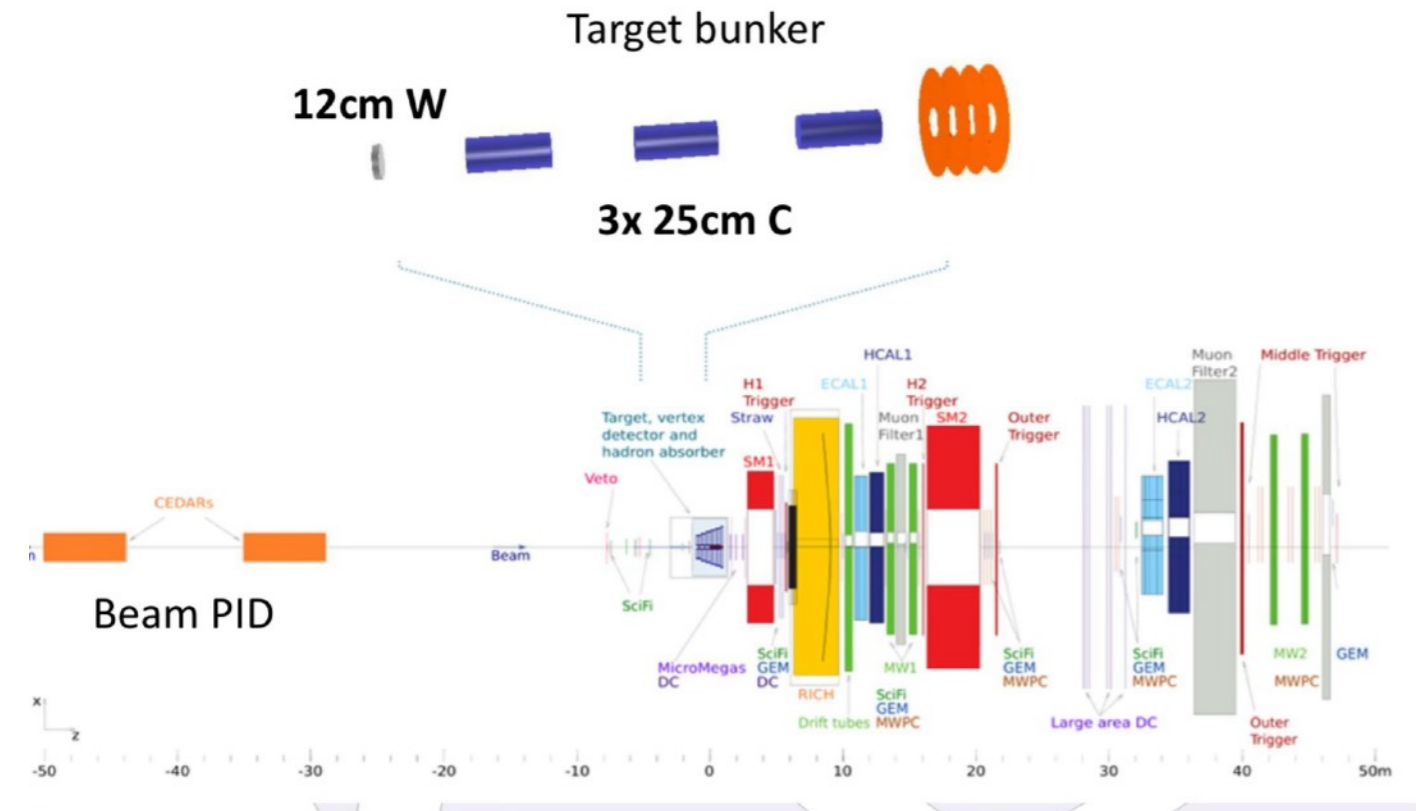 Target bunker
12cm W
3x 25cm C
HCAL1
Muon
Filter2
Middle Trigger
H1
Trigger
ECAL1
H2
Trigger
ECAL2
Target, vertex
detector and
hadron absorber
Straw
Muon
Filter1
SM2
Outer
Trigger
HCAL2
SM1
Veto
CEDARs
Beam
Beam PID
SciFi
MicroMegas
DC
SciFi
GEM
DC
RICH
MW1
SciFi
GEM
MWPC
Drift tubes
SciFi
GEM
MWPC
Large area DC
SciFi
GEM
MWPC
MW2
MWPC
GEM
Outer
Trigger
x
z
-50 -40 -30 -20 -10 0 10 20 30 40 50m